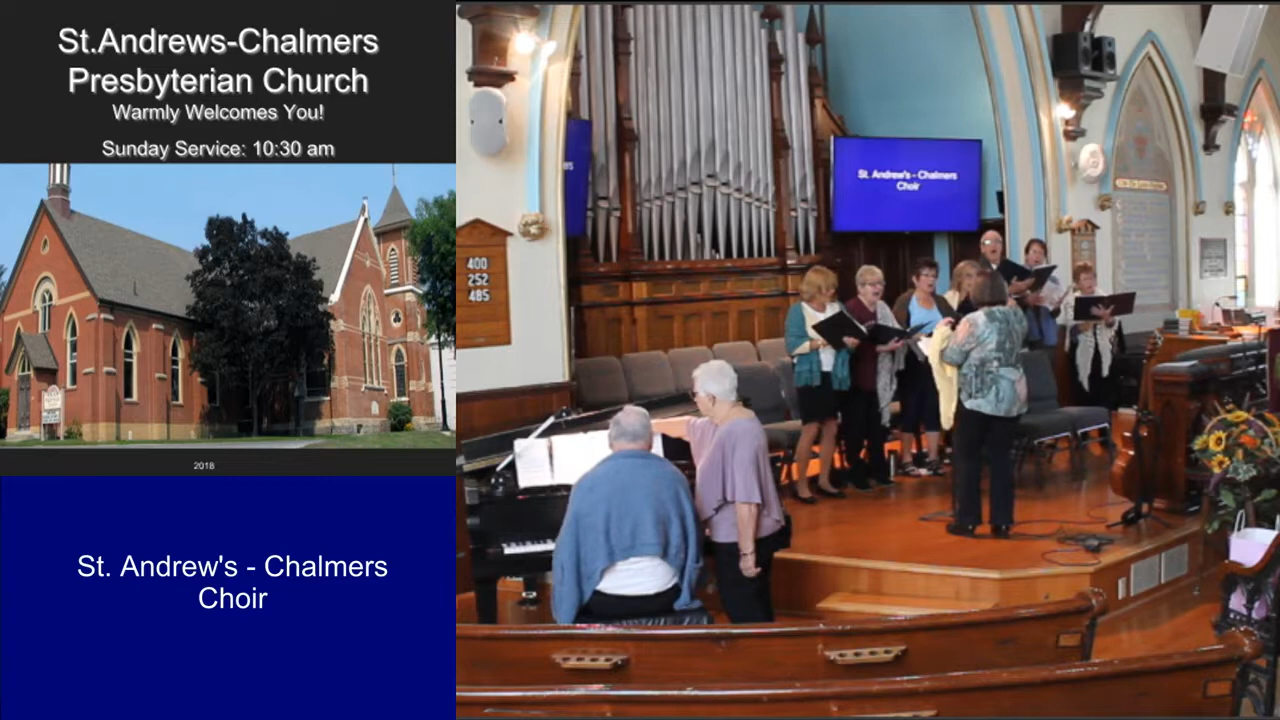 St.Andrews-Chalmers
Presbyterian Church
Warmly Welcomes You!
Sunday Service: 10:30 am
2018
St. Andrew's - Chalmers
Choir
400
252
485
St. Andrew's - Chalmers
Choir